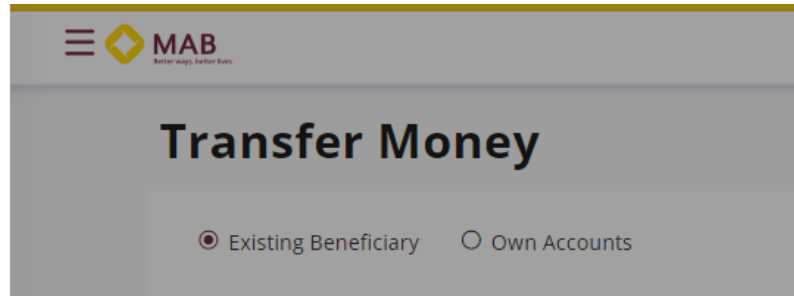 MAB
Better ways, better lives
Transfer Money
Existing Beneficiary Own Accounts